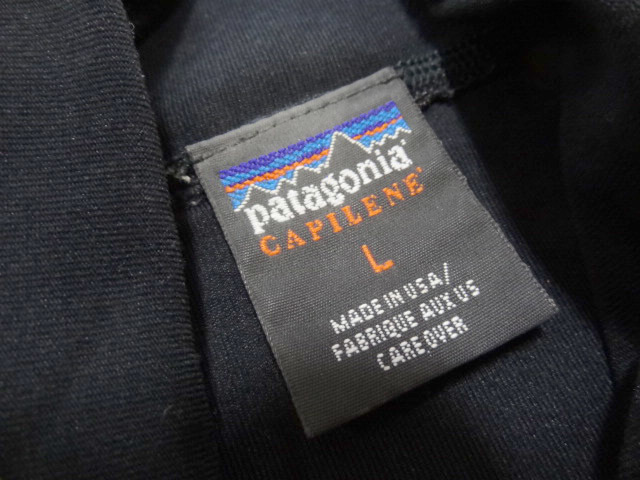 patagonia®
CAPILENE®
L
MADE IN USA/
FABRIQUE AUX US
CARE OVER